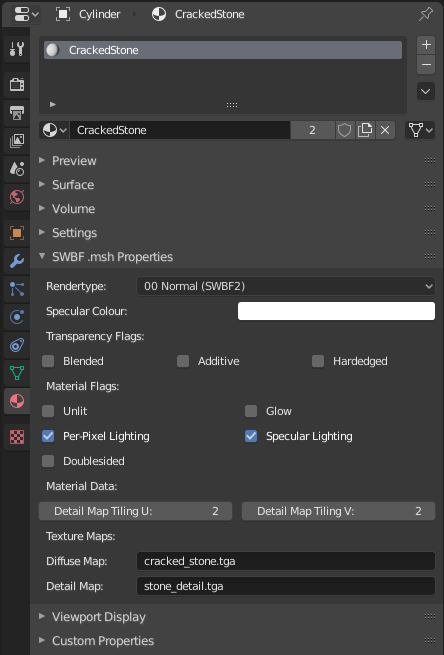 Cylinder CrackedStone
CrackedStone
CrackedStone 2
Preview
Surface
Volume
Settings
SWBF .msh Properties
Rendertype: 00 Normal (SWBF2)
Specular Colour:
Transparency Flags:
Blended Additive Hardedged
Material Flags:
Unlit Glow
Per-Pixel Lighting Specular Lighting
Doublesided
Material Data:
Detail Map Tiling U: 2 Detail Map Tiling V: 2
Texture Maps:
Diffuse Map: cracked_stone.tga
Detail Map: stone_detail.tga
Viewport Display
Custom Properties